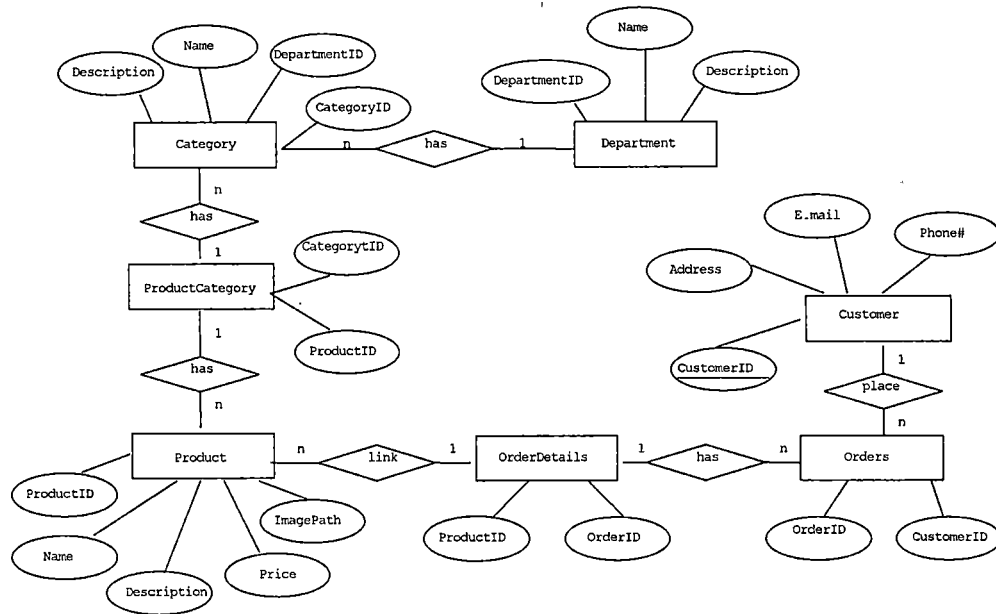 Name
Name
Description
DepartmentID
DepartmentID
Description
CategoryID
Category
n
has
1
Department
n
has
E.mail
Phone#
1
CategorytID
Address
ProductCategory
Customer
1
ProductID
1
has
CustomerID
place
n
n
Product
n
link
1
OrderDetails
1
has
n
Orders
ProductID
ImagePath
ProductID
OrderID
OrderID
CustomerID
Name
Description
Price